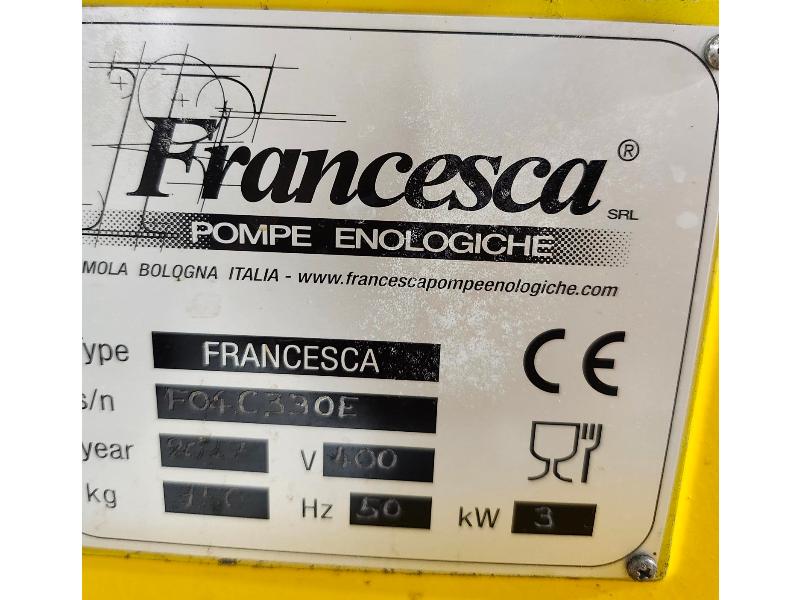 Francesca®
SRL
POMPE ENOLOGICHE
MOLA BOLOGNA ITALIA - www.francescapompeenologiche.com
Type FRANCESCA CE
s/n F04C330E
year V 400
kg Hz 50 kW 3